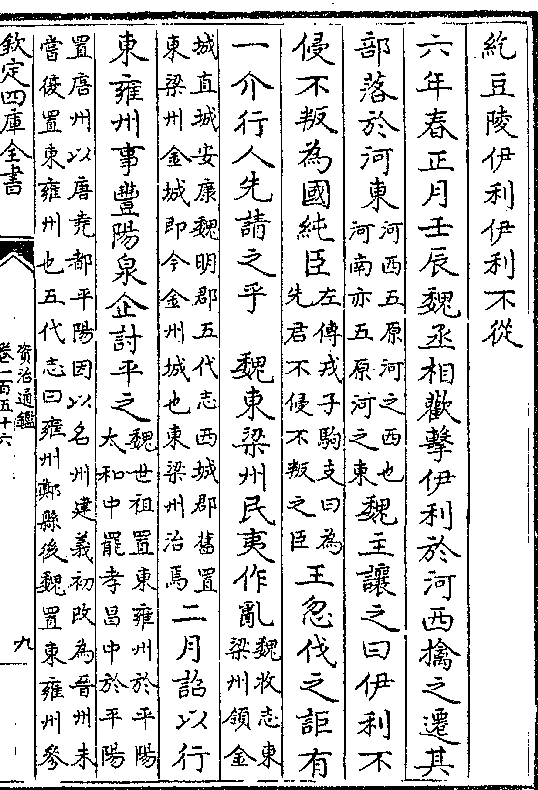 紇豆陵伊利伊利不從
六年春正月壬辰魏丞相歡擊伊利於河西擒之遷其
部落於河東河西五原河之西也
河南亦五原河之東魏主讓之曰伊利不
侵不叛為國純臣左傳戎子駒支曰為
先君不侵不叛之臣王忽伐之詎有
一介行人先請之乎　魏東梁州民夷作亂魏收志東
梁州領金
城直城安康魏明郡五代志西城郡舊置
東梁州金城即今金州城也東梁州治焉二月詔以行
東雍州事豐陽泉企討平之魏世祖置東雍州於平陽
太和中罷孝昌中於平陽
置唐州以唐堯都平陽因以名州建義初改為晉州未
嘗復置東雍州也五代志曰雍州鄭縣後魏置東雍州參
欽定四庫全書
資治通鑑
卷一百五十六
九